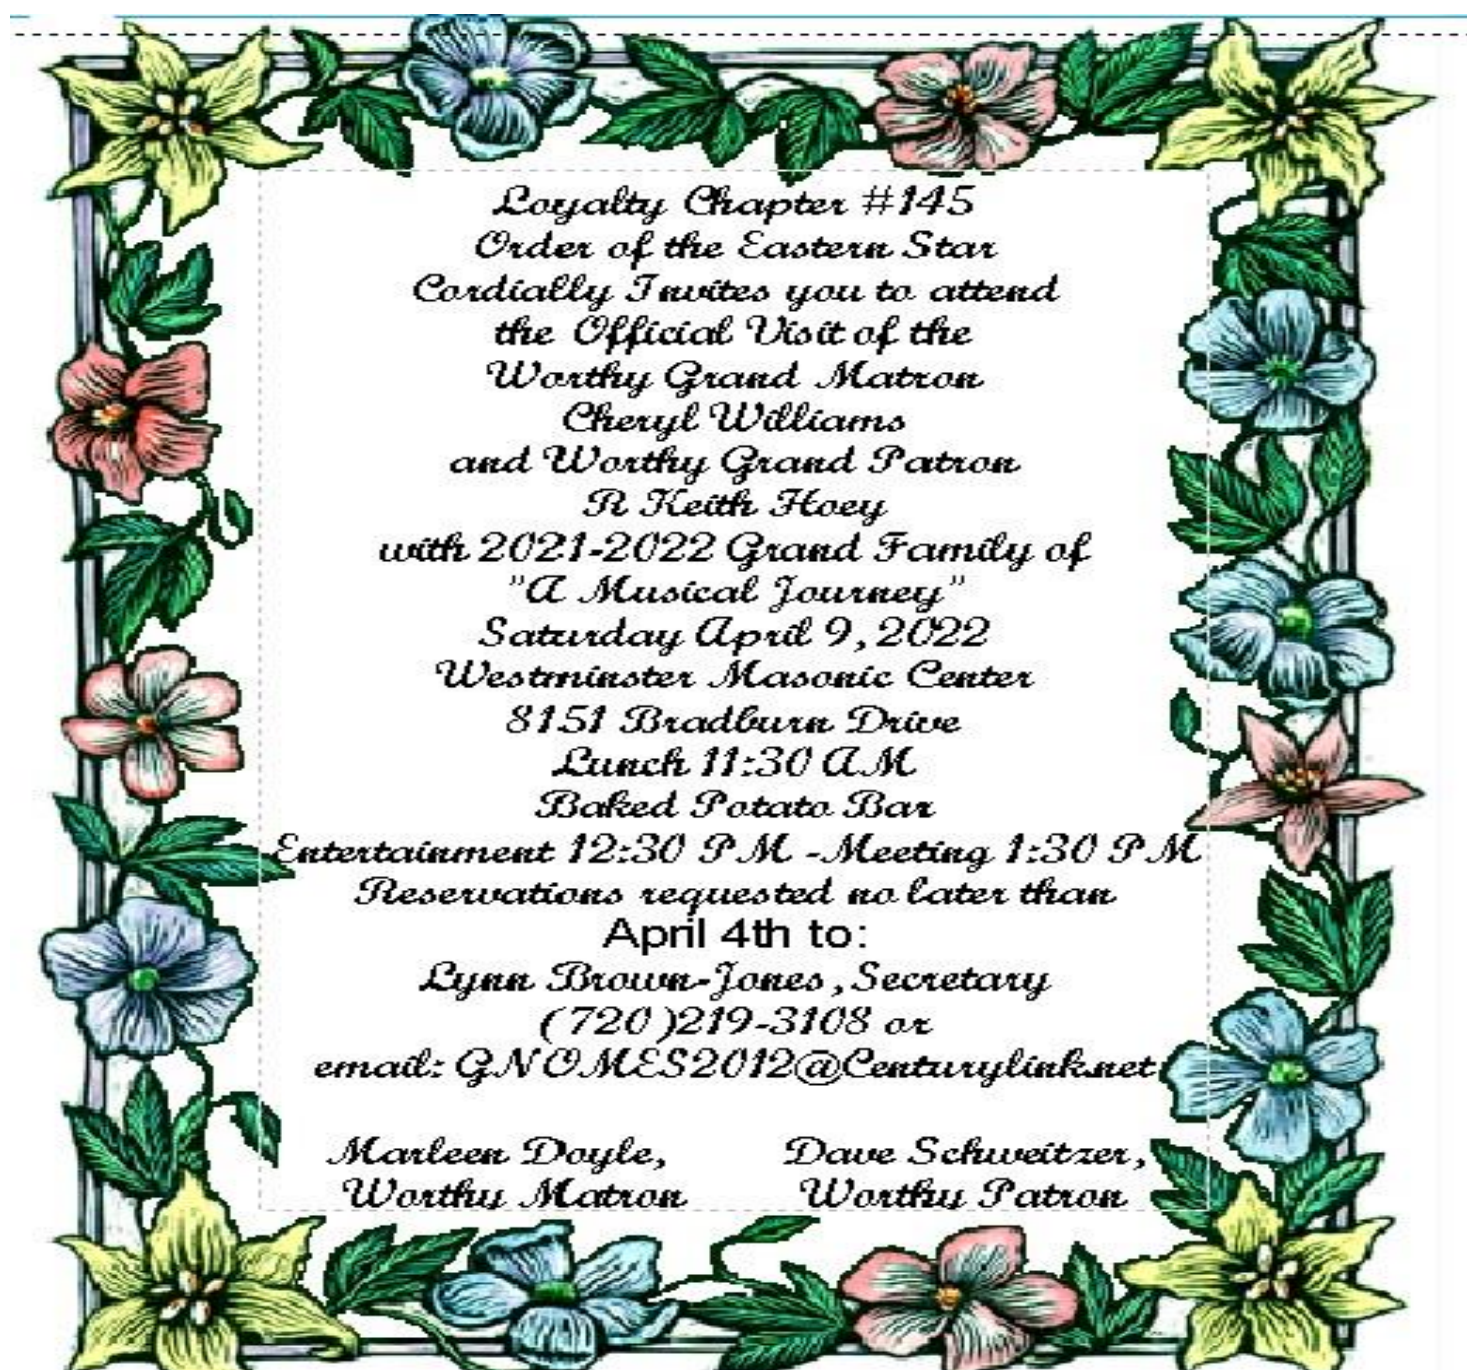 Loyalty Chapter #145
Order of the Eastern Star
Cordially Invites you to attend
the Official Visit of the
Worthy Grand Matron
Cheryl Williams
and Worthy Grand Patron
R Keith Hoey
with 2021-2022 Grand Family of
"A Musical Journey"
Saturday April 9, 2022
Westminster Masonic Center
8151 Bradburn Drive
Lunch 11:30 AM
Baked Potato Bar
Entertainment 12:30 PM -Meeting 1:30 PM
Reservations requested no later than
April 4th to:
Lynn Brown-Jones, Secretary
(720)219-3108 or
email: GNOMES2012@Centurylink.net
Marleen Doyle, Dave Schweitzer,
Worthy Matron Worthy Patron